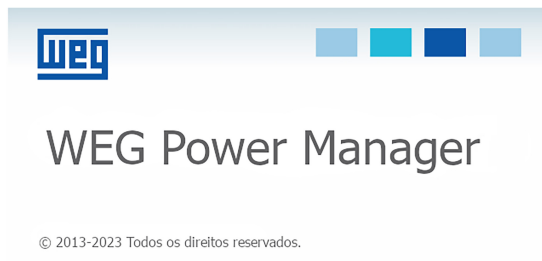 weg
WEG Power Manager
© 2013-2023 Todos os direitos reservados.